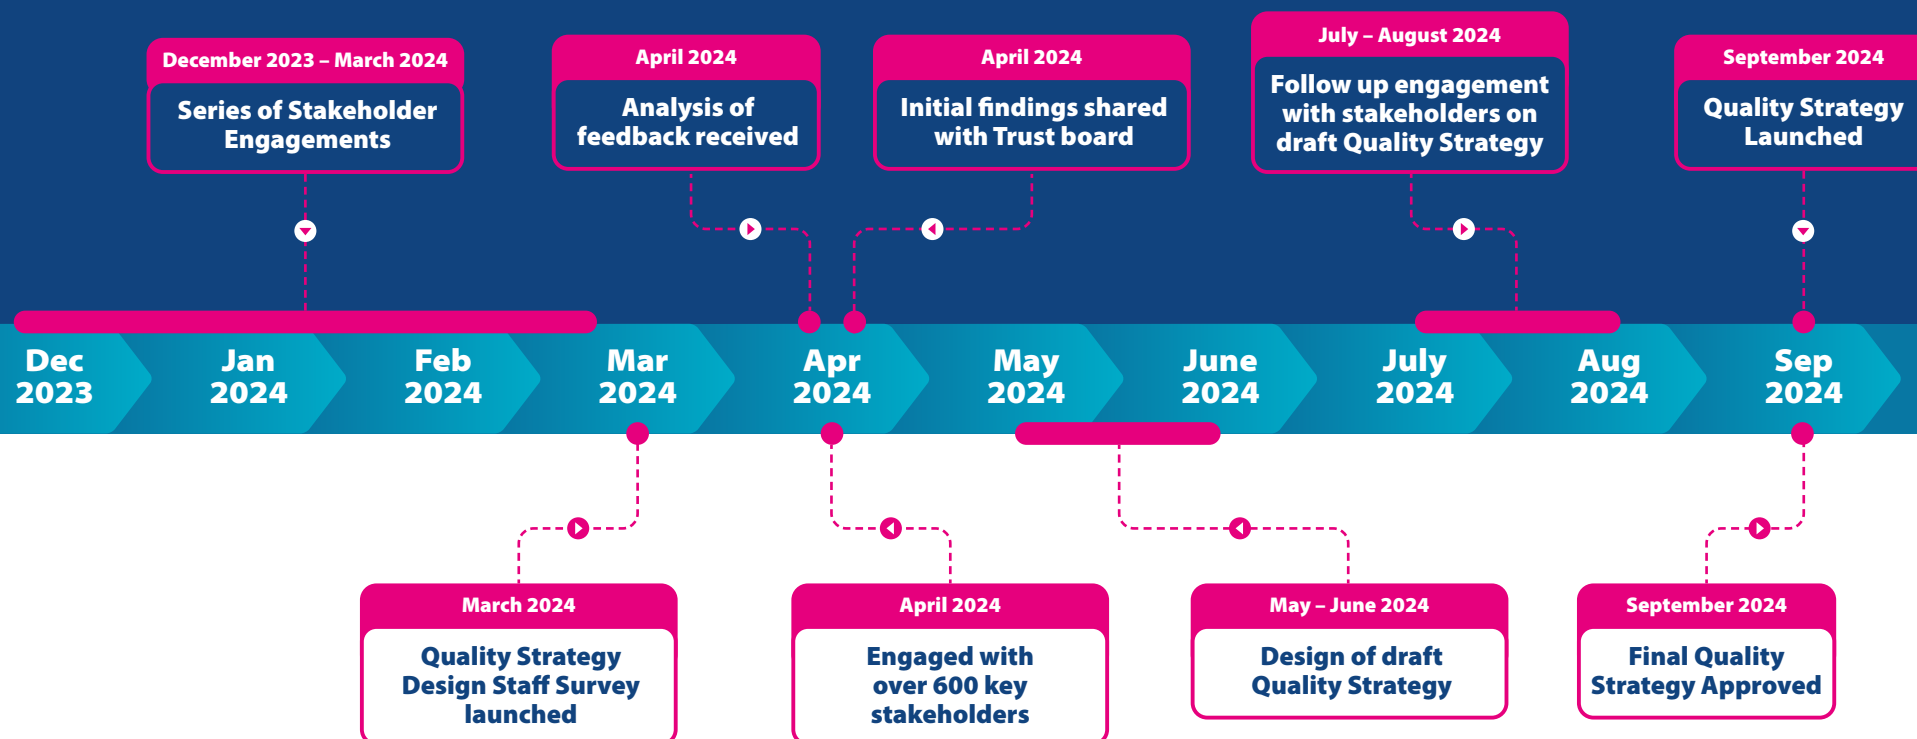 December 2023 – March 2024
Series of Stakeholder
Engagements
April 2024
Analysis of
feedback received
April 2024
Initial findings shared
with Trust board
July – August 2024
Follow up engagement
with stakeholders on
draft Quality Strategy
September 2024
Quality Strategy
Launched
Dec
2023
Jan
2024
Feb
2024
Mar
2024
Apr
2024
May
2024
June
2024
July
2024
Aug
2024
Sep
2024
March 2024
Quality Strategy
Design Staff Survey
launched
April 2024
Engaged with
over 600 key
stakeholders
May – June 2024
Design of draft
Quality Strategy
September 2024
Final Quality
Strategy Approved